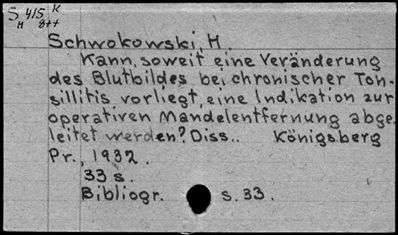 S 415 K
H 8++
Schwokowski, H.
Kann, soweit eine Veränderung
des Blutbildes bei chronischer Ton-
sillitis vorliegt, eine Indikation zur
operativen Mandelentfernung abge-
leitet werden? Diss.. Königsberg
Pr., 1932.
33 s.
Bibliogr. s. 33.